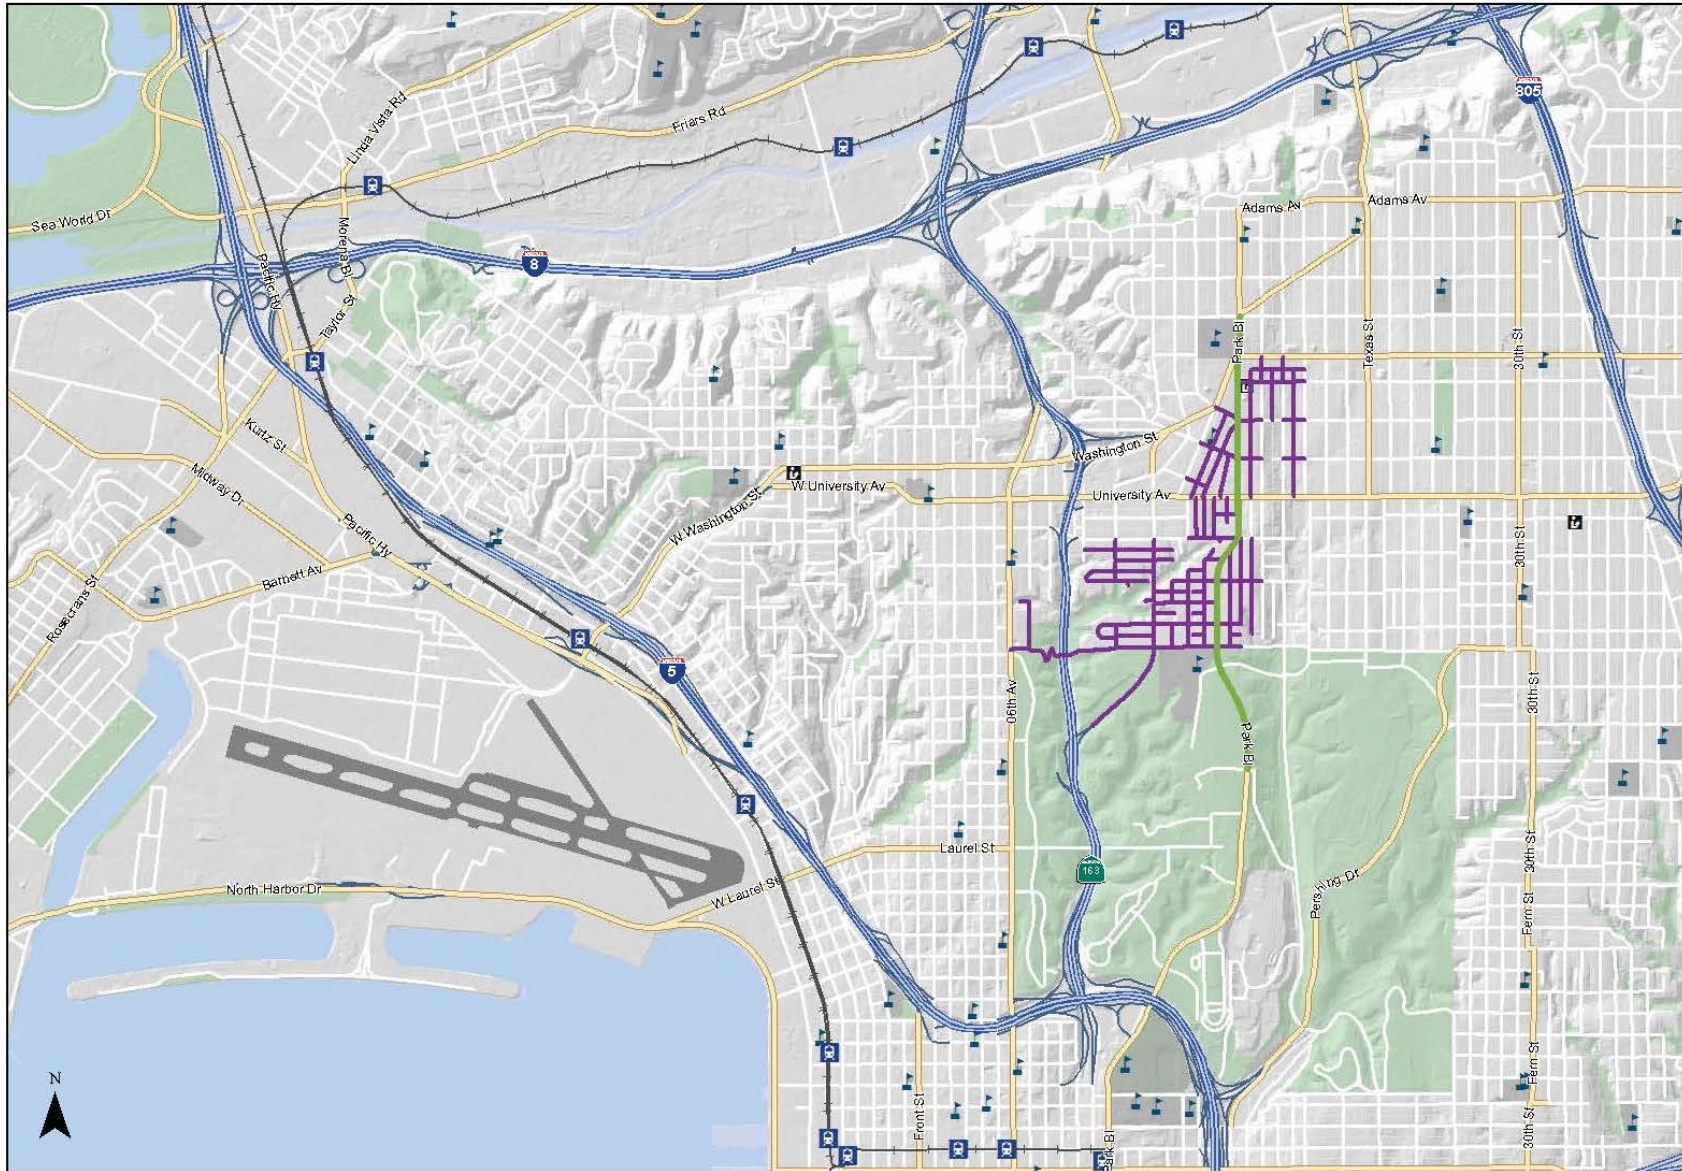 805
Linda Vista Rd
Friars Rd
Sea World Dr
Adams Av
Adams Av
Morena Bl
Pacific Hy
8
Taylor St
Park Bl
Texas St
30th St
Kurtz St
Washington St
Midway Dr
W University Av
University Av
W Washington St
Pacific Hy
30th St
Barnett Av
Rosecrans St
5
06th Av
30th St
Park Bl
Laurel St
30th St
163
North Harbor Dr
W Laurel St
Pershing Dr
Fern St
N
Fern St
Front St
Park Bl
30th St